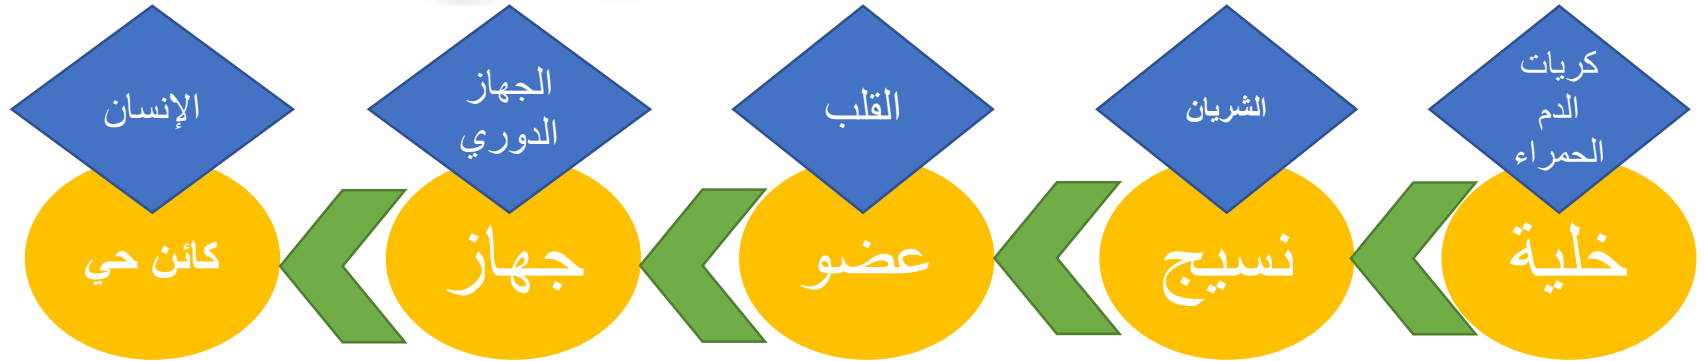 كريات
الدم
الحمراء
خلية
الشريان
نسيج
القلب
عضو
الجهاز
الدوري
جهاز
الإنسان
كائن حي